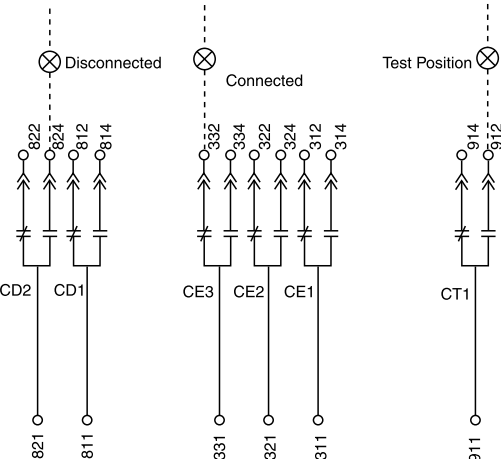 Disconnected
Connected
Test Position
822
824
812
814
332
334
322
324
312
314
914
912
CD2
CD1
CE3
CE2
CE1
CT1
821
811
331
321
311
911